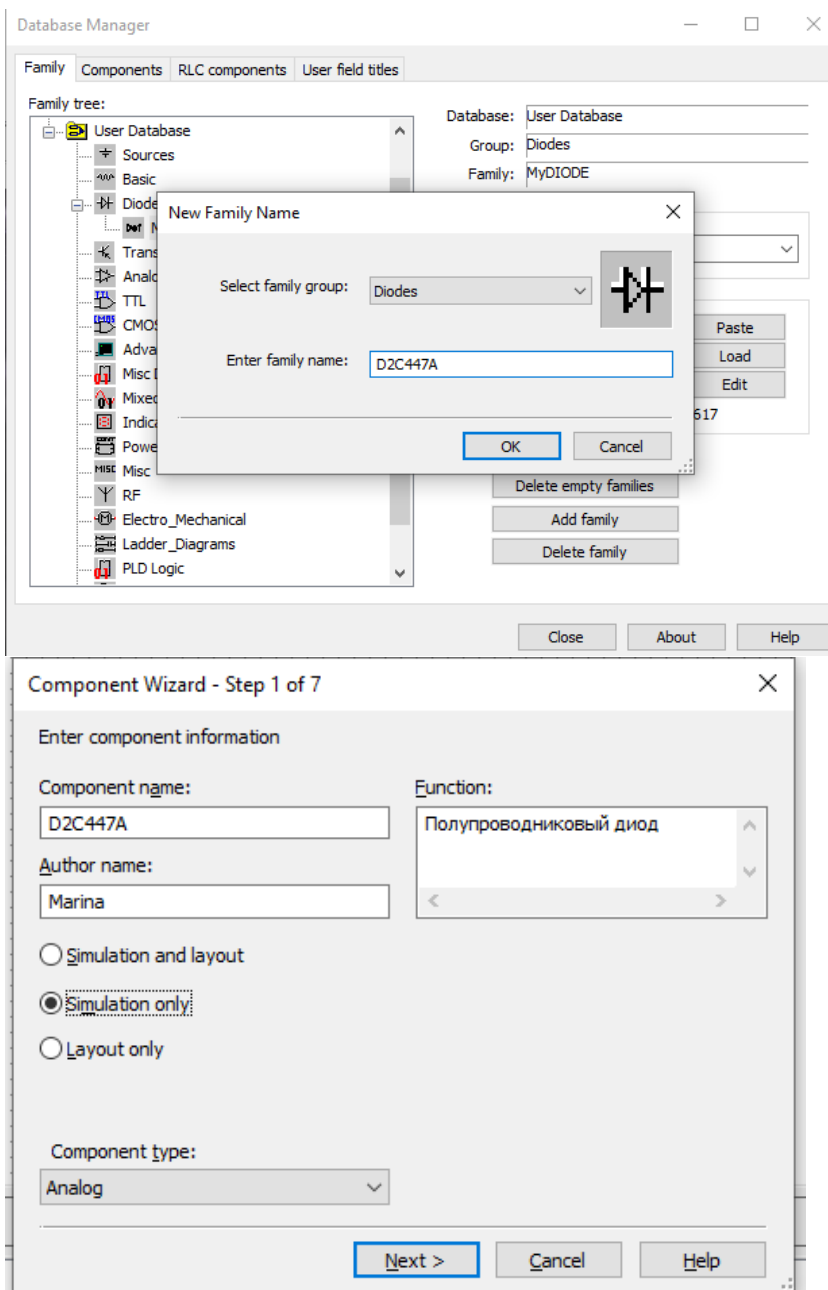 Database Manager
Family Components RLC components User field titles
Family tree:
User Database
Sources
Basic
Diode
Trans
Analo
TTL
CMOS
Adva
Misc
Mixed
Indica
Powe
Misc
RF
Electro_Mechanical
Ladder_Diagrams
PLD Logic
Database: User Database
Group: Diodes
Family: MyDIODE
New Family Name
Select family group: Diodes
Enter family name: D2C447A
OK Cancel
Paste
Load
Edit
617
Delete empty families
Add family
Delete family
Close About Help
Component Wizard - Step 1 of 7
Enter component information
Component name:
D2C447A
Author name:
Marina
Function:
Полупроводниковый диод
Simulation and layout
Simulation only
Layout only
Component type:
Analog
Next > Cancel Help